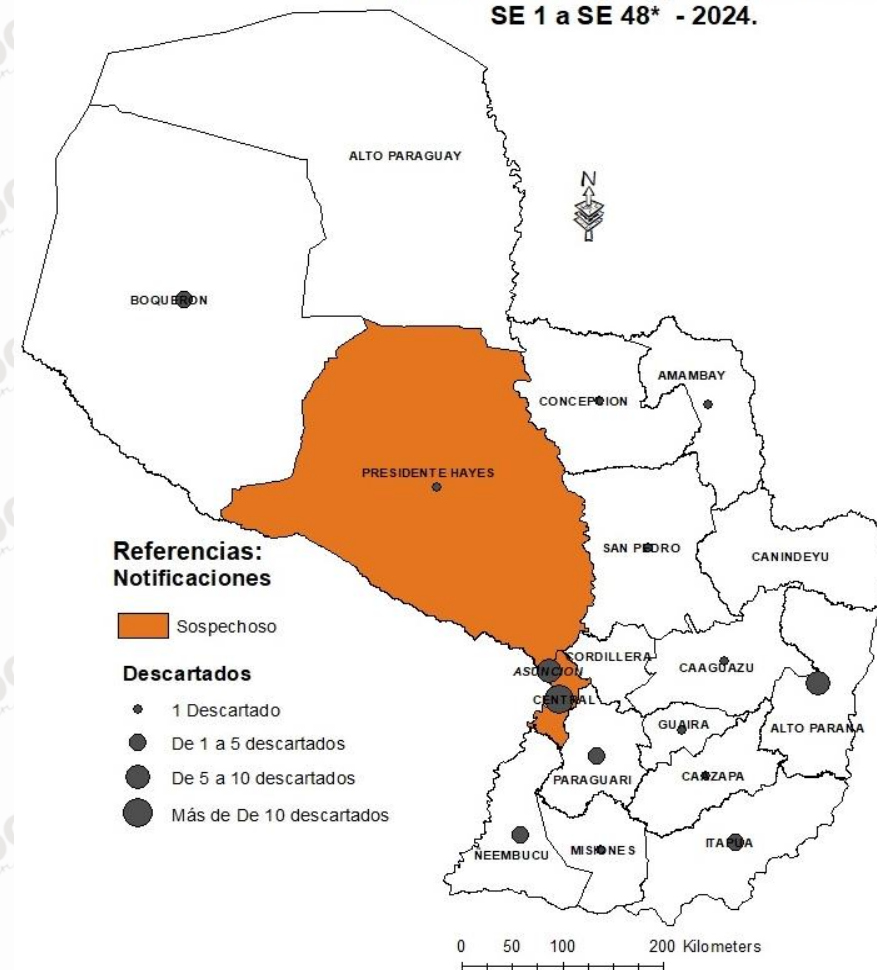 SE 1 a SE 48* - 2024.
ALTO PARAGUAY
N
BOQUERON
AMAMBAY
CONCEPCION
PRESIDENTE HAYES
SAN PEDRO
CANINDEYU
Referencias:
Notificaciones
Sospechoso
CORDILLERA
ASUNCION
CAAGUAZU
Descartados
CENTRAL
1 Descartado
GUAIRA
ALTO PARANA
De 1 a 5 descartados
PARAGUARI
CAAZAPA
De 5 a 10 descartados
Más de De 10 descartados
ÑEEMBUCU
MISIONES
ITAPUA
0 50 100 200 Kilometers